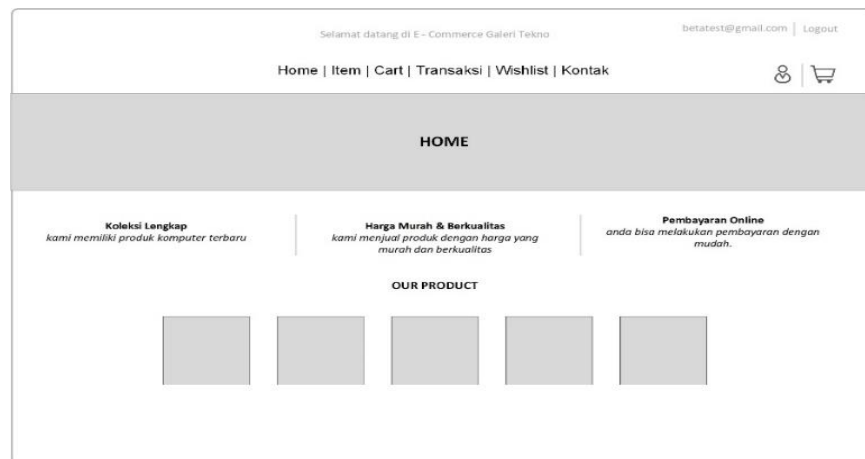 Selamat datang di E - Commerce Galeri Tekno
betatest@gmail.com | Logout
Home | Item | Cart | Transaksi | Wishlist | Kontak
HOME
Koleksi Lengkap
kami memiliki produk komputer terbaru
Harga Murah & Berkualitas
kami menjual produk dengan harga yang
murah dan berkualitas
Pembayaran Online
anda bisa melakukan pembayaran dengan
mudah.
OUR PRODUCT